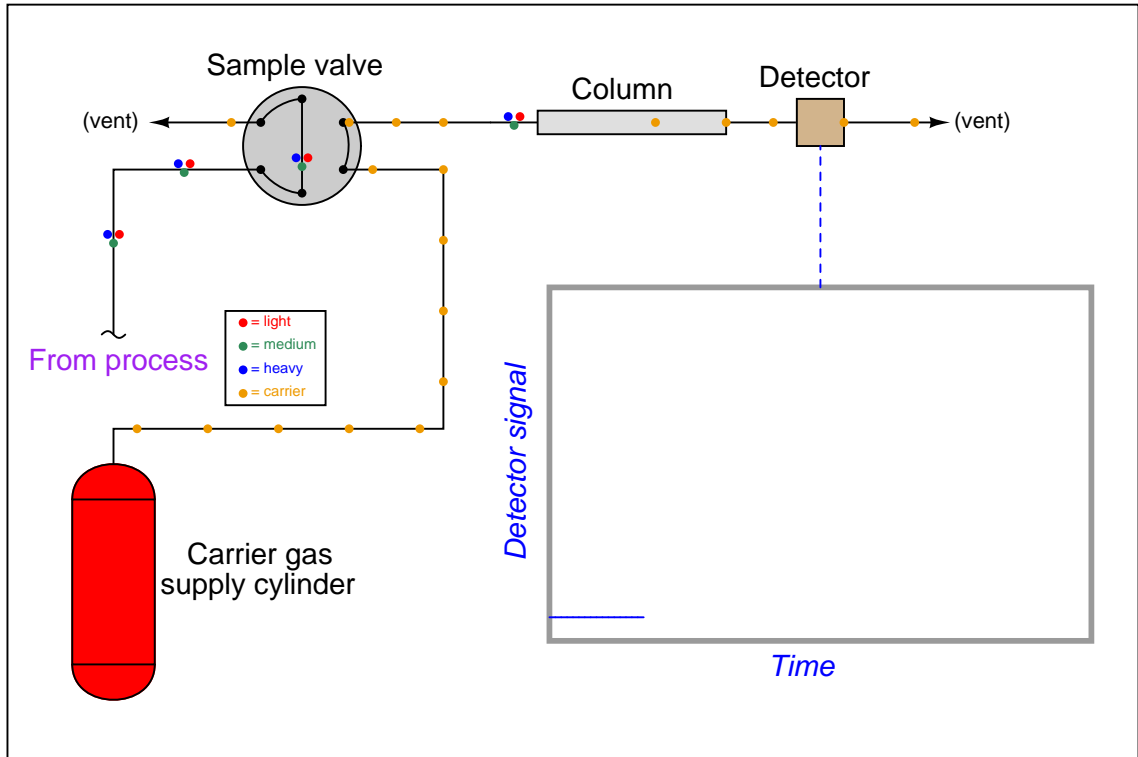 Sample valve
Column
Detector
(vent)
(vent)
= light
= medium
= heavy
= carrier
From process
Detector signal
Carrier gas
supply cylinder
Time